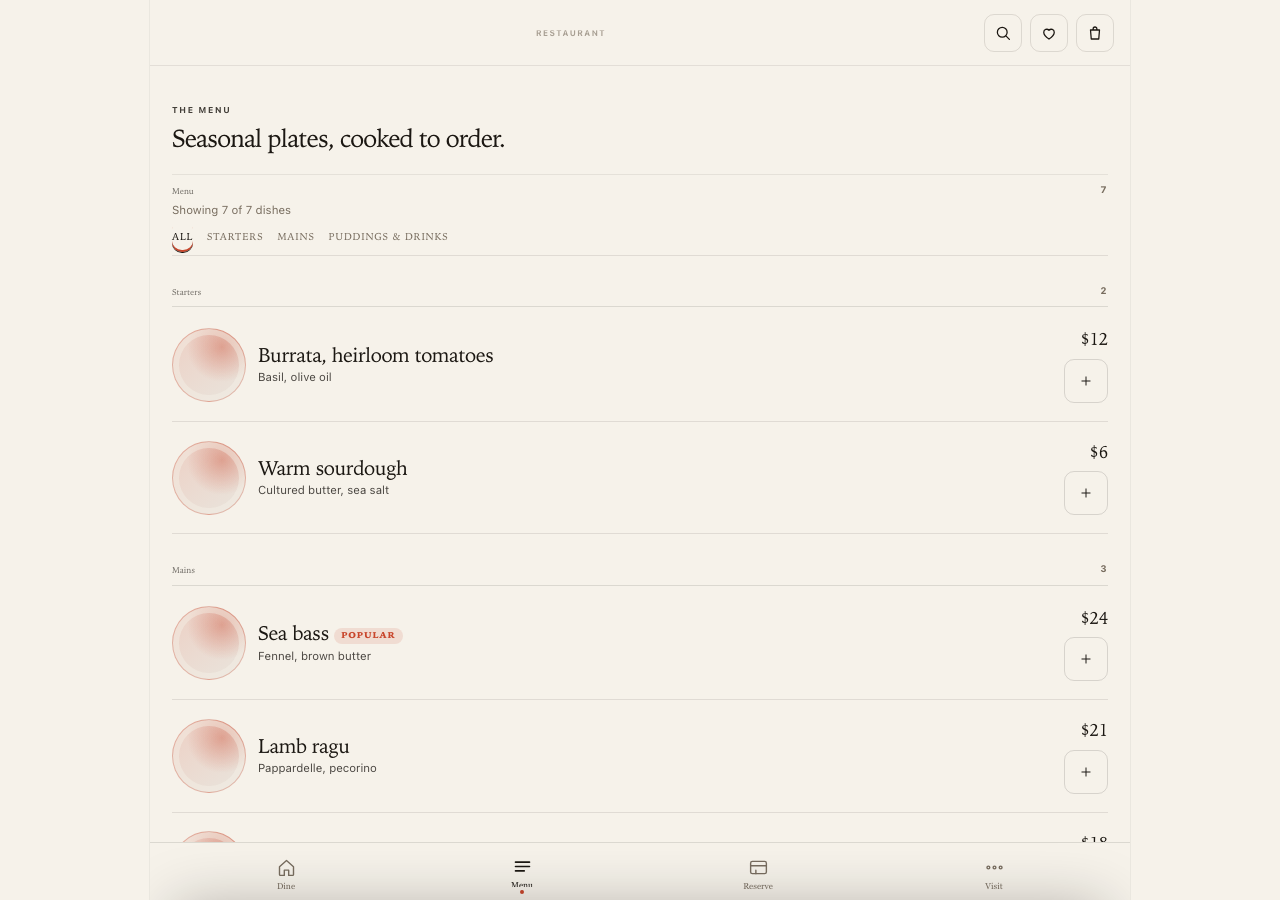 RESTAURANT
THE MENU
Seasonal plates, cooked to order.
Menu 7
Showing 7 of 7 dishes
ALL STARTERS MAINS PUDDINGS & DRINKS
Starters 2
Burrata, heirloom tomatoes $12
Basil, olive oil
+
Warm sourdough $6
Cultured butter, sea salt
+
Mains 3
Sea bass POPULAR $24
Fennel, brown butter
+
Lamb ragu $21
Pappardelle, pecorino
+
$18
Dine Menu Reserve Visit